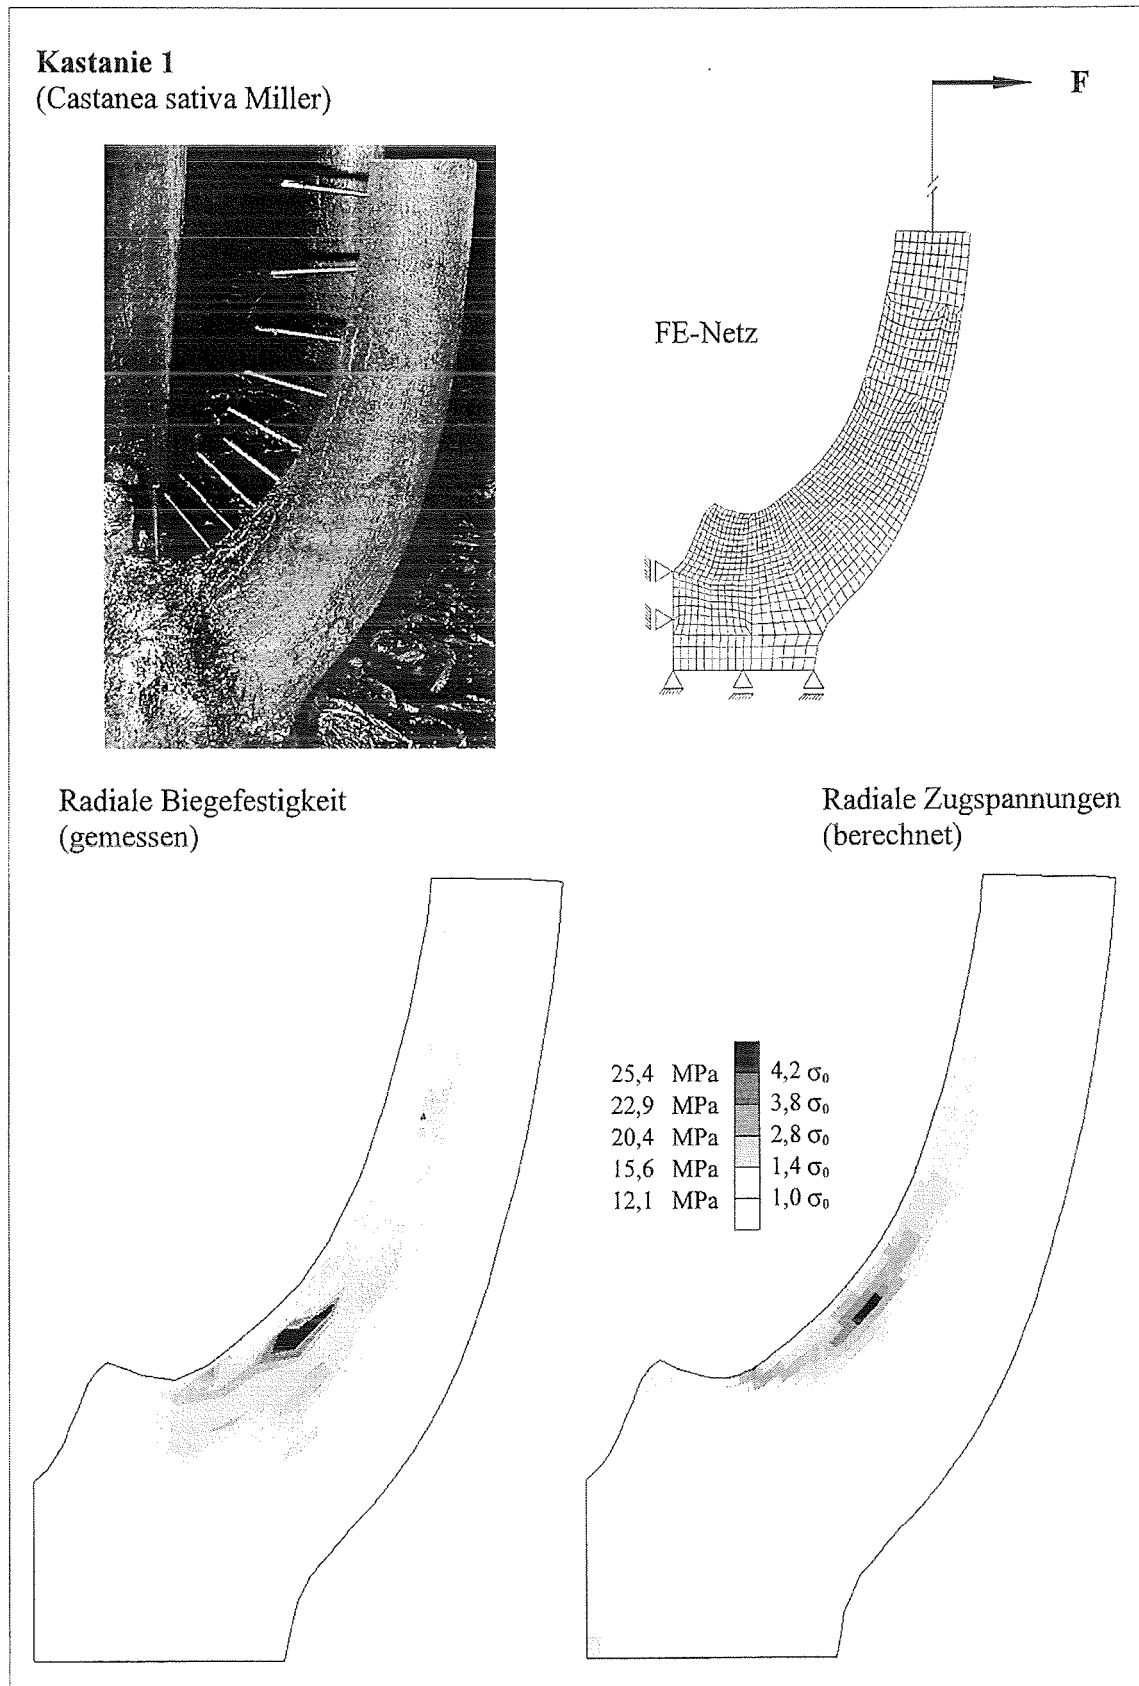 Kastanie 1
(Castanea sativa Miller)
F
FE-Netz
Radiale Biegefestigkeit
(gemessen)
Radiale Zugspannungen
(berechnet)
25,4 MPa 4,2 σ₀
22,9 MPa 3,8 σ₀
20,4 MPa 2,8 σ₀
15,6 MPa 1,4 σ₀
12,1 MPa 1,0 σ₀